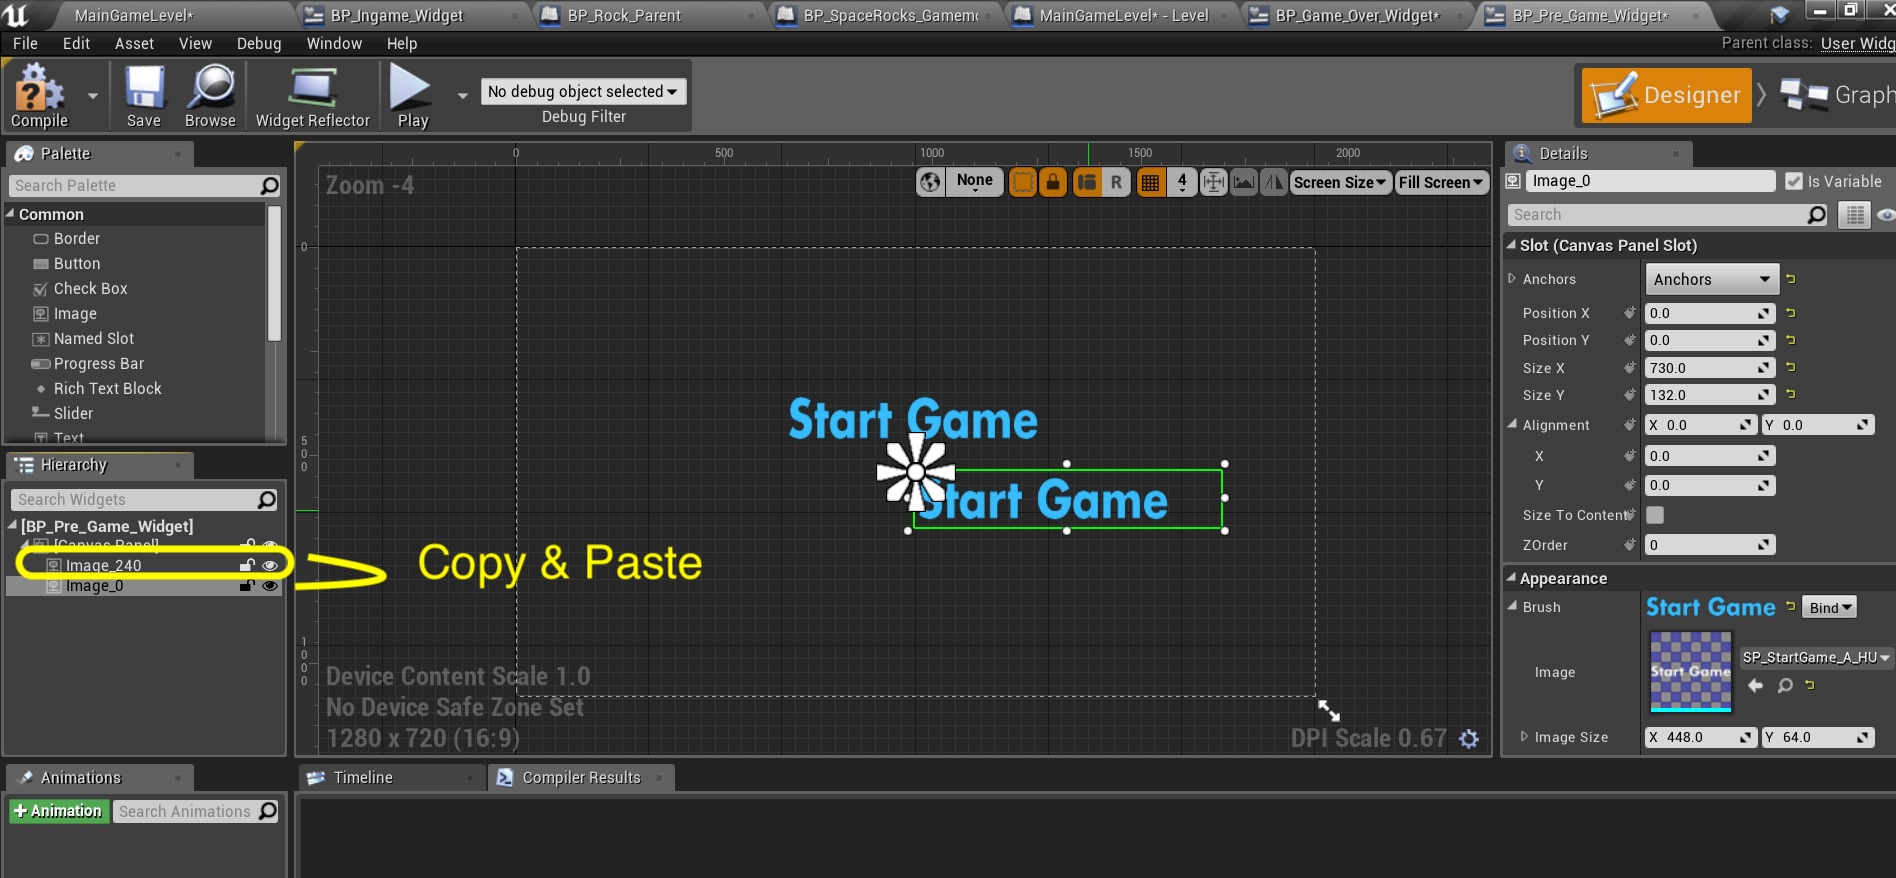 MainGameLevel*
BP_Ingame_Widget
BP_Rock_Parent
BP_SpaceRocks_Gamem
MainGameLevel* - Level
BP_Game_Over_Widget*
BP_Pre_Game_Widget*
File Edit Asset View Debug Window Help
Parent class: User Widg
Compile
Save
Browse
Widget Reflector
Play
No debug object selected
Debug Filter
Designer
Graph
Palette
Search Palette
Common
Border
Button
Check Box
Image
Named Slot
Progress Bar
Rich Text Block
Slider
Text
Hierarchy
Search Widgets
[BP_Pre_Game_Widget]
[Canvas Panel]
Image_240
Image_0
Animations
+ Animation
Search Animations
0 500 1000 1500 2000
Zoom -4
None
R
4
Screen Size
Fill Screen
0
5
0
0
1
0
0
0
Start Game
Start Game
Copy & Paste
Device Content Scale 1.0
No Device Safe Zone Set
1280 x 720 (16:9)
DPI Scale 0.67
Timeline
Compiler Results
Details
Image_0
Is Variable
Search
Slot (Canvas Panel Slot)
Anchors Anchors
Position X 0.0
Position Y 0.0
Size X 730.0
Size Y 132.0
Alignment X 0.0 Y 0.0
X 0.0
Y 0.0
Size To Content
ZOrder 0
Appearance
Brush Start Game Bind
Image Start Game SP_StartGame_A_HU
Image Size X 448.0 Y 64.0